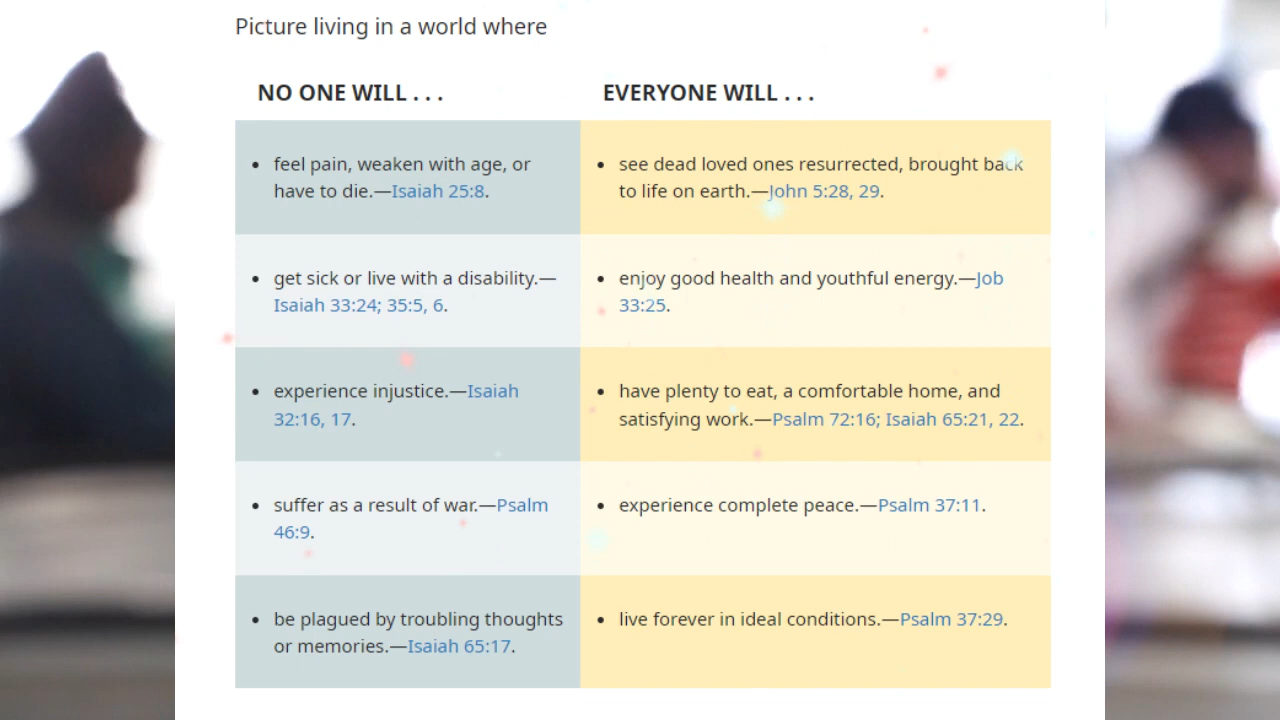 Picture living in a world where
NO ONE WILL . . .
EVERYONE WILL . . .
• feel pain, weaken with age, or
have to die.—Isaiah 25:8.
• see dead loved ones resurrected, brought back
to life on earth.—John 5:28, 29.
• get sick or live with a disability.—
Isaiah 33:24; 35:5, 6.
• enjoy good health and youthful energy.—Job
33:25.
• experience injustice.—Isaiah
32:16, 17.
• have plenty to eat, a comfortable home, and
satisfying work.—Psalm 72:16; Isaiah 65:21, 22.
• suffer as a result of war.—Psalm
46:9.
• experience complete peace.—Psalm 37:11.
• be plagued by troubling thoughts
or memories.—Isaiah 65:17.
• live forever in ideal conditions.—Psalm 37:29.